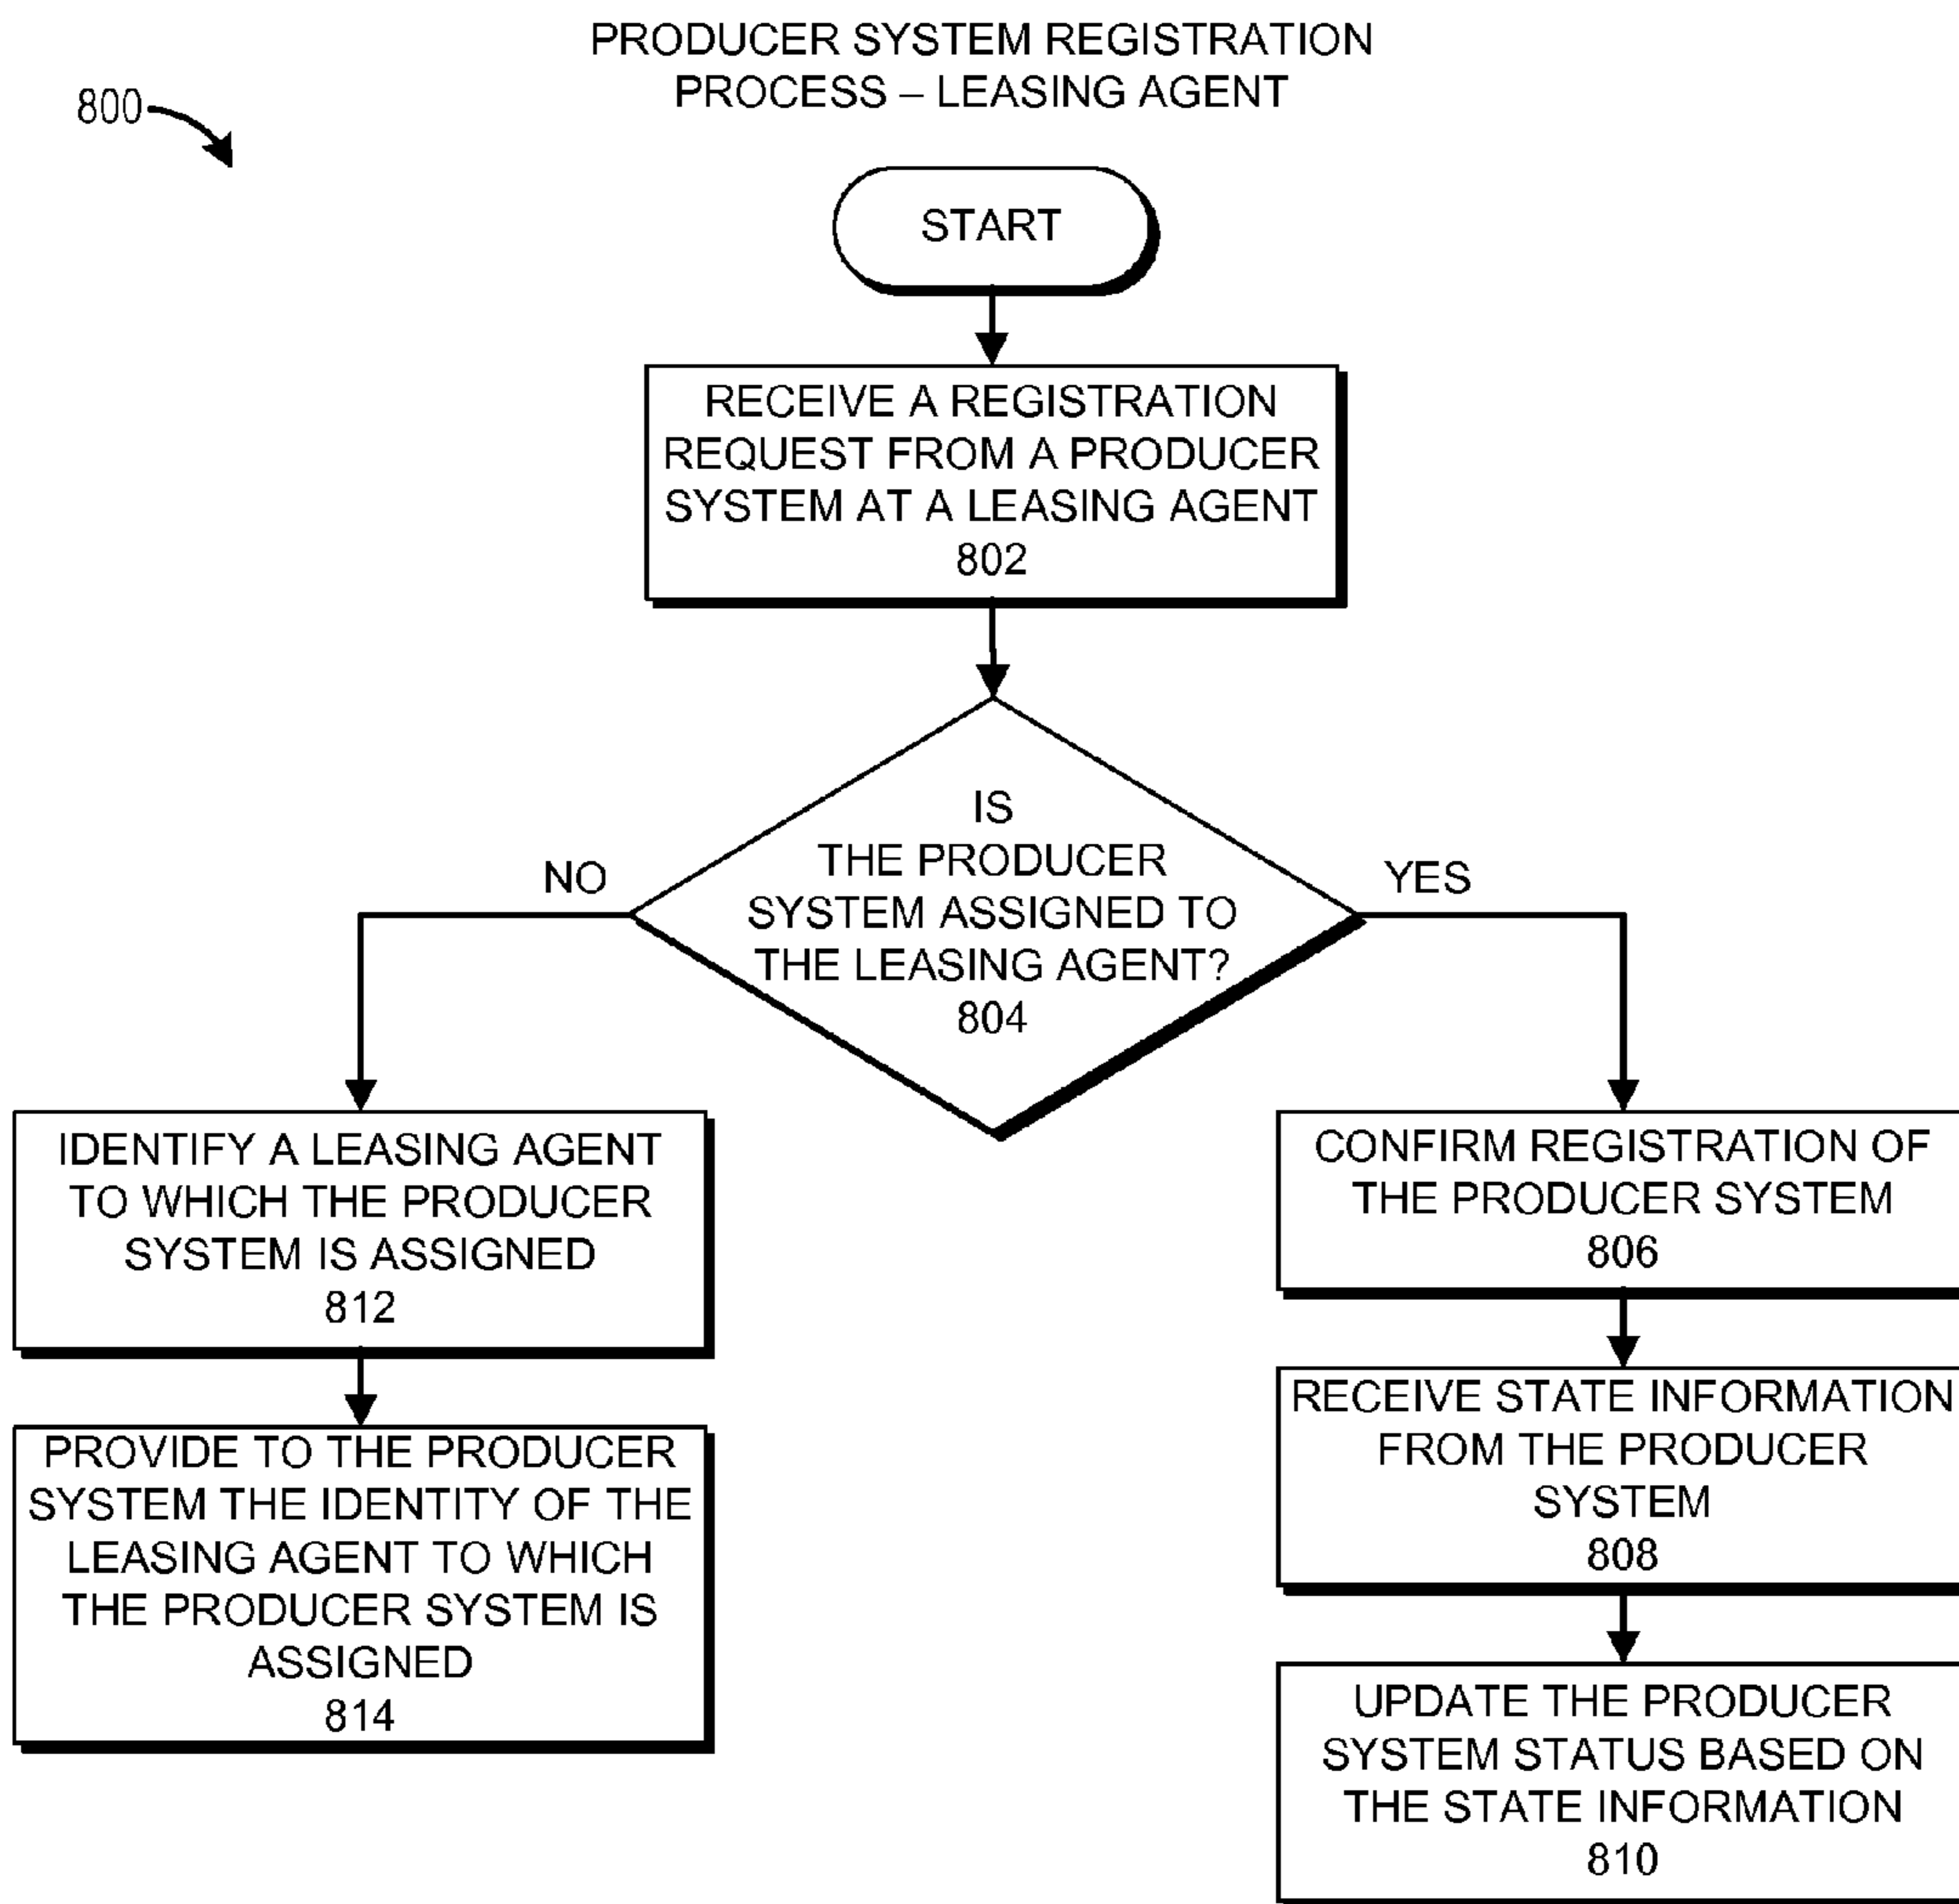 PRODUCER SYSTEM REGISTRATION
PROCESS – LEASING AGENT
800
START
RECEIVE A REGISTRATION
REQUEST FROM A PRODUCER
SYSTEM AT A LEASING AGENT
802
IS
THE PRODUCER
SYSTEM ASSIGNED TO
THE LEASING AGENT?
804
NO
YES
IDENTIFY A LEASING AGENT
TO WHICH THE PRODUCER
SYSTEM IS ASSIGNED
812
PROVIDE TO THE PRODUCER
SYSTEM THE IDENTITY OF THE
LEASING AGENT TO WHICH
THE PRODUCER SYSTEM IS
ASSIGNED
814
CONFIRM REGISTRATION OF
THE PRODUCER SYSTEM
806
RECEIVE STATE INFORMATION
FROM THE PRODUCER
SYSTEM
808
UPDATE THE PRODUCER
SYSTEM STATUS BASED ON
THE STATE INFORMATION
810